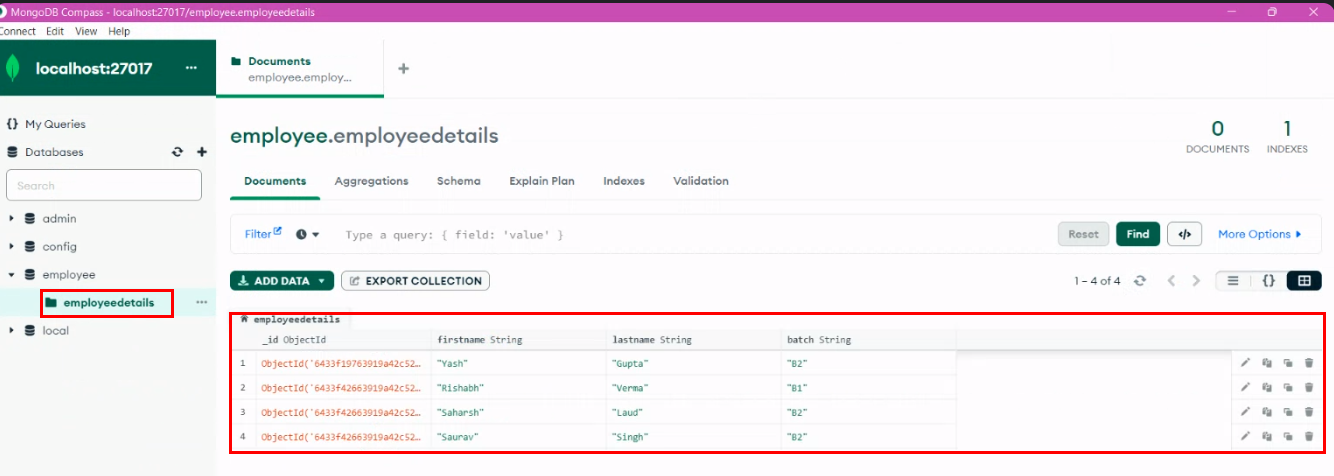 MongoDB Compass - localhost:27017/employee.employeedetails
Connect Edit View Help
localhost:27017 ...
Documents
employee.employ...
+
{} My Queries
Databases
Search
admin
config
employee
employeedetails ...
local
employee.employeedetails
0
DOCUMENTS
1
INDEXES
Documents Aggregations Schema Explain Plan Indexes Validation
Filter Type a query: { field: 'value' } Reset Find </> More Options
ADD DATA EXPORT COLLECTION 1 – 4 of 4 {}
employeedetails
_id ObjectId firstname String lastname String batch String
1 ObjectId('6433f19763919a42c52... "Yash" "Gupta" "B2"
2 ObjectId('6433f42663919a42c52... "Rishabh" "Verma" "B1"
3 ObjectId('6433f42663919a42c52... "Saharsh" "Laud" "B2"
4 ObjectId('6433f42663919a42c52... "Saurav" "Singh" "B2"